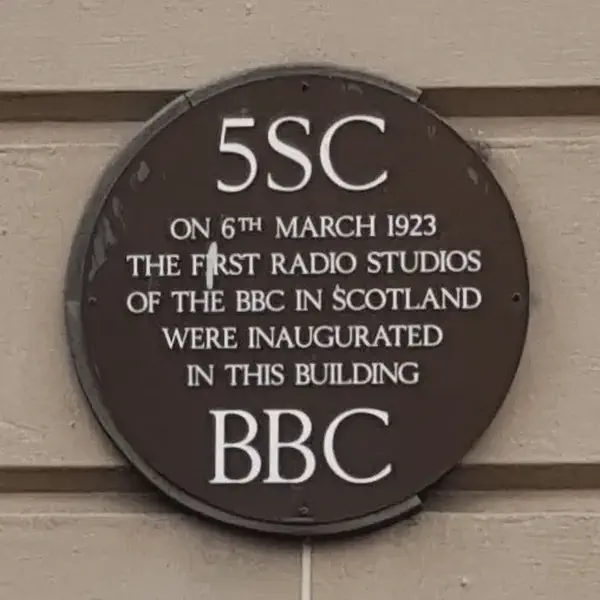 5SC
ON 6TH MARCH 1923
THE FIRST RADIO STUDIOS
OF THE BBC IN SCOTLAND
WERE INAUGURATED
IN THIS BUILDING
BBC